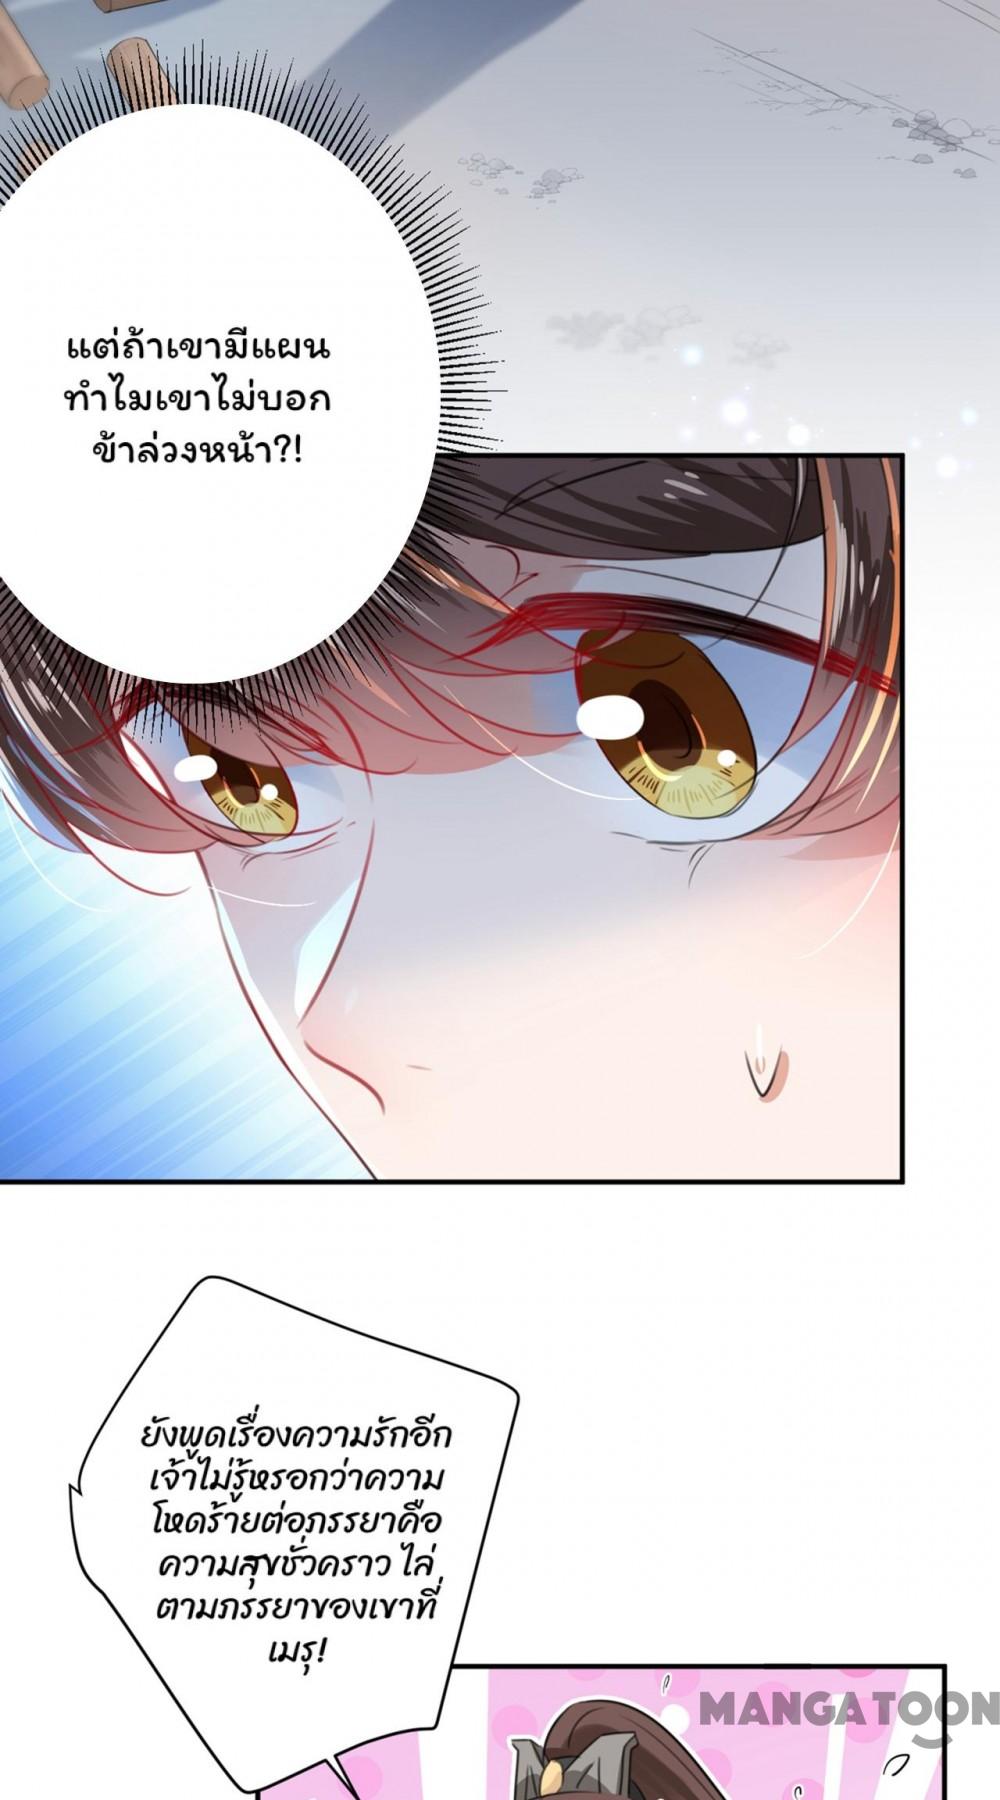 แต่ถ้าเขามีแผน
ทำไมเขาไม่บอก
ข้าล่วงหน้า?!
ยังพูดเรื่องความรักอีก
เจ้าไม่รู้หรอกว่าความ
โหดร้ายต่อภรรยาคือ
ความสุขชั่วคราว ไล่
ตามภรรยาของเขาที่
เมรุ!
MANGATOON